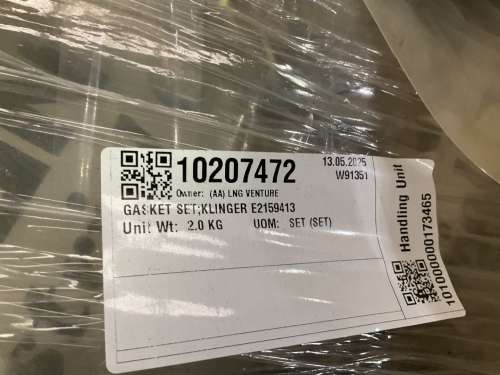 10207472
13.05.2025
W91351
Owner: (AA) LNG VENTURE
GASKET SET;KLINGER E2159413
Unit Wt: 2.0 KG UOM: SET (SET)
Handling Unit
101000000173465